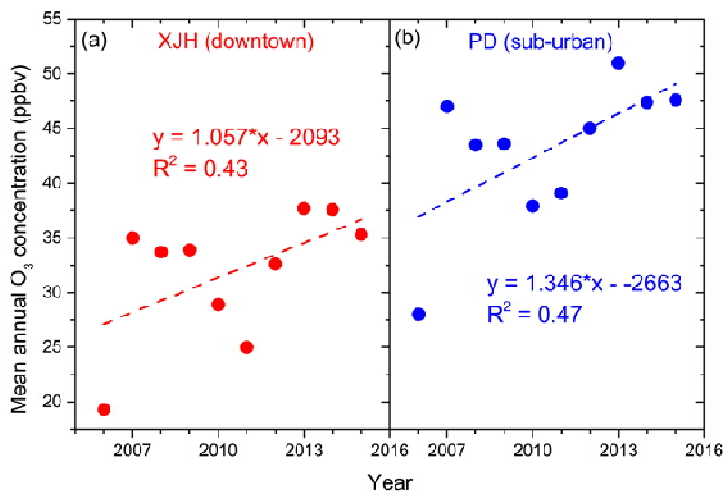 55
50
45
40
35
30
25
20
Mean annual O₃ concentration (ppbv)
(a)
XJH (downtown)
y = 1.057*x - 2093
R² = 0.43
2007
2010
2013
2016
(b)
PD (sub-urban)
y = 1.346*x - -2663
R² = 0.47
2007
2010
2013
2016
Year